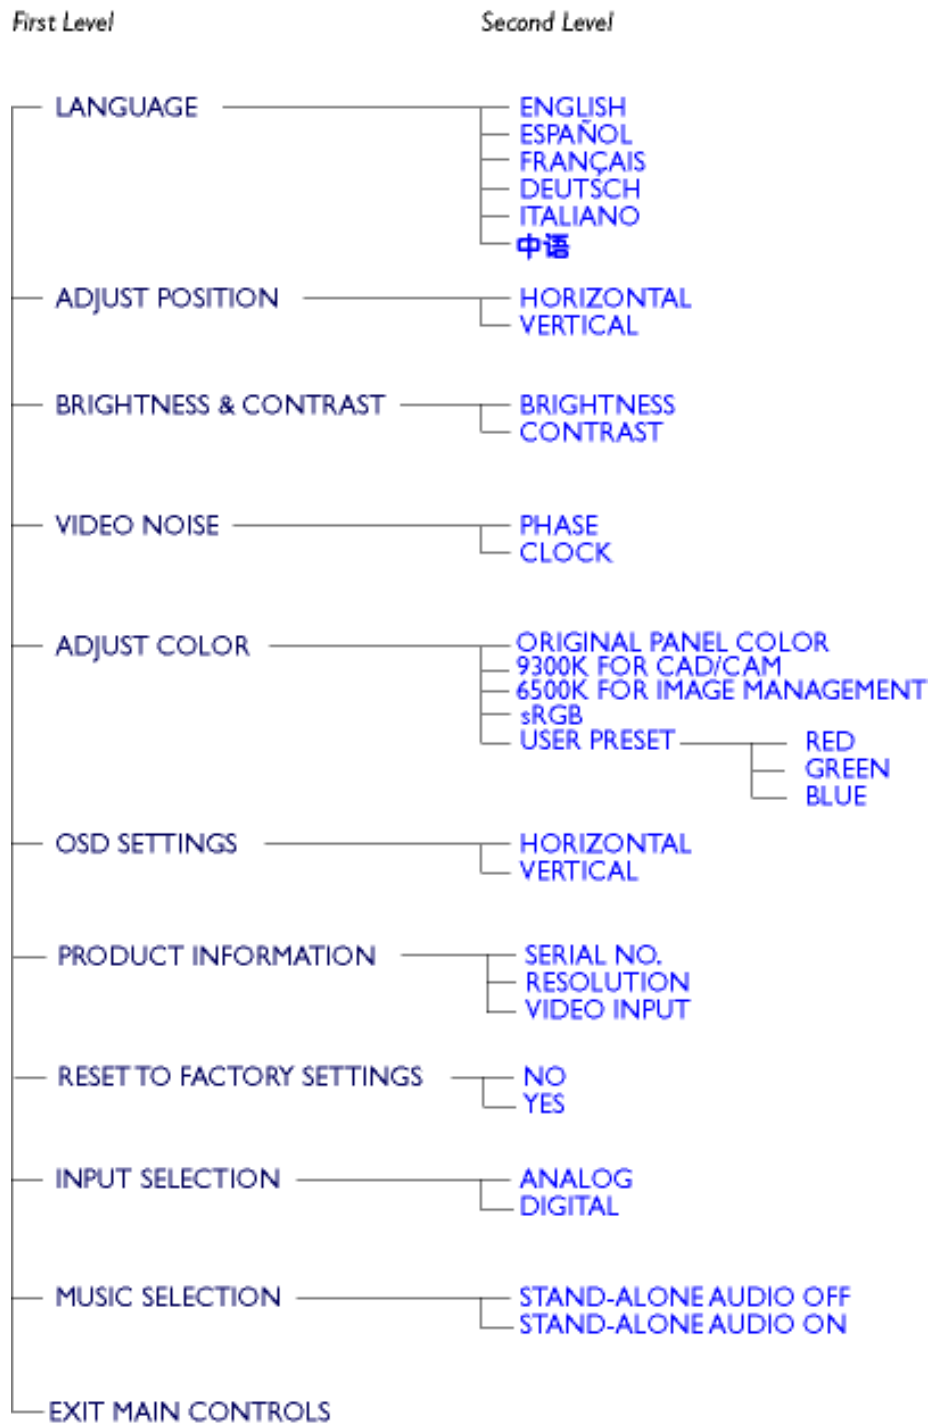 First Level Second Level
LANGUAGE ENGLISH
ESPAÑOL
FRANÇAIS
DEUTSCH
ITALIANO
中语
ADJUST POSITION HORIZONTAL
VERTICAL
BRIGHTNESS & CONTRAST BRIGHTNESS
CONTRAST
VIDEO NOISE PHASE
CLOCK
ADJUST COLOR ORIGINAL PANEL COLOR
9300K FOR CAD/CAM
6500K FOR IMAGE MANAGEMENT
sRGB
USER PRESET RED
GREEN
BLUE
OSD SETTINGS HORIZONTAL
VERTICAL
PRODUCT INFORMATION SERIAL NO.
RESOLUTION
VIDEO INPUT
RESET TO FACTORY SETTINGS NO
YES
INPUT SELECTION ANALOG
DIGITAL
MUSIC SELECTION STAND-ALONE AUDIO OFF
STAND-ALONE AUDIO ON
EXIT MAIN CONTROLS